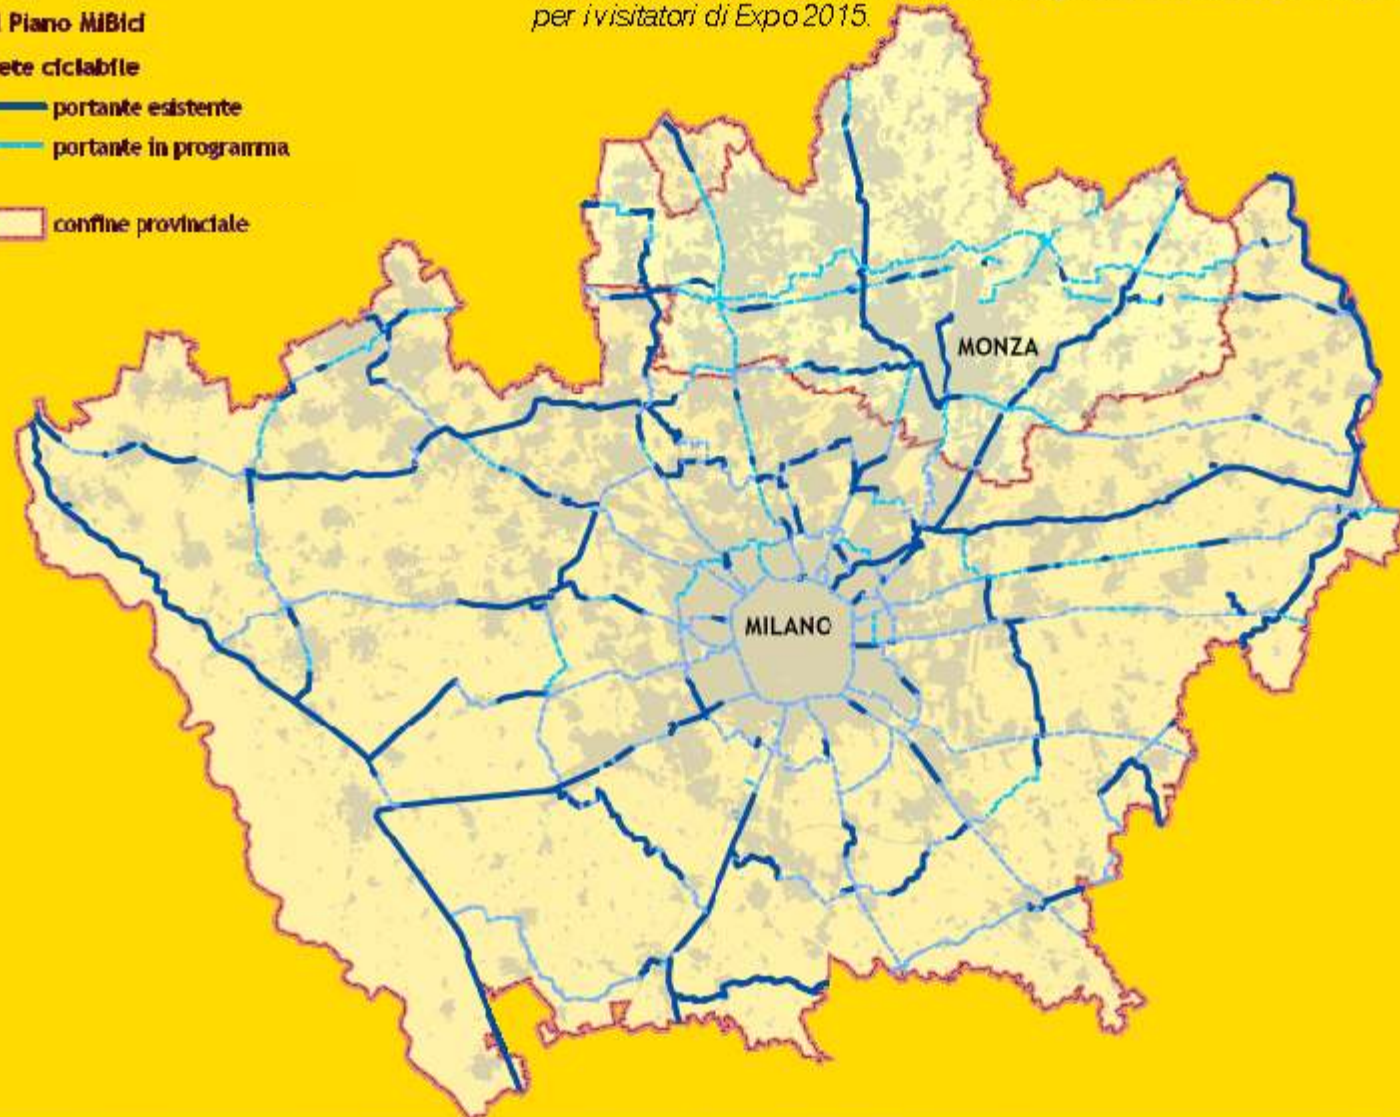 Piano MiBici
per i visitatori di Expo 2015.
ete ciclabile
portante esistente
portante in programma
confine provinciale
MONZA
MILANO